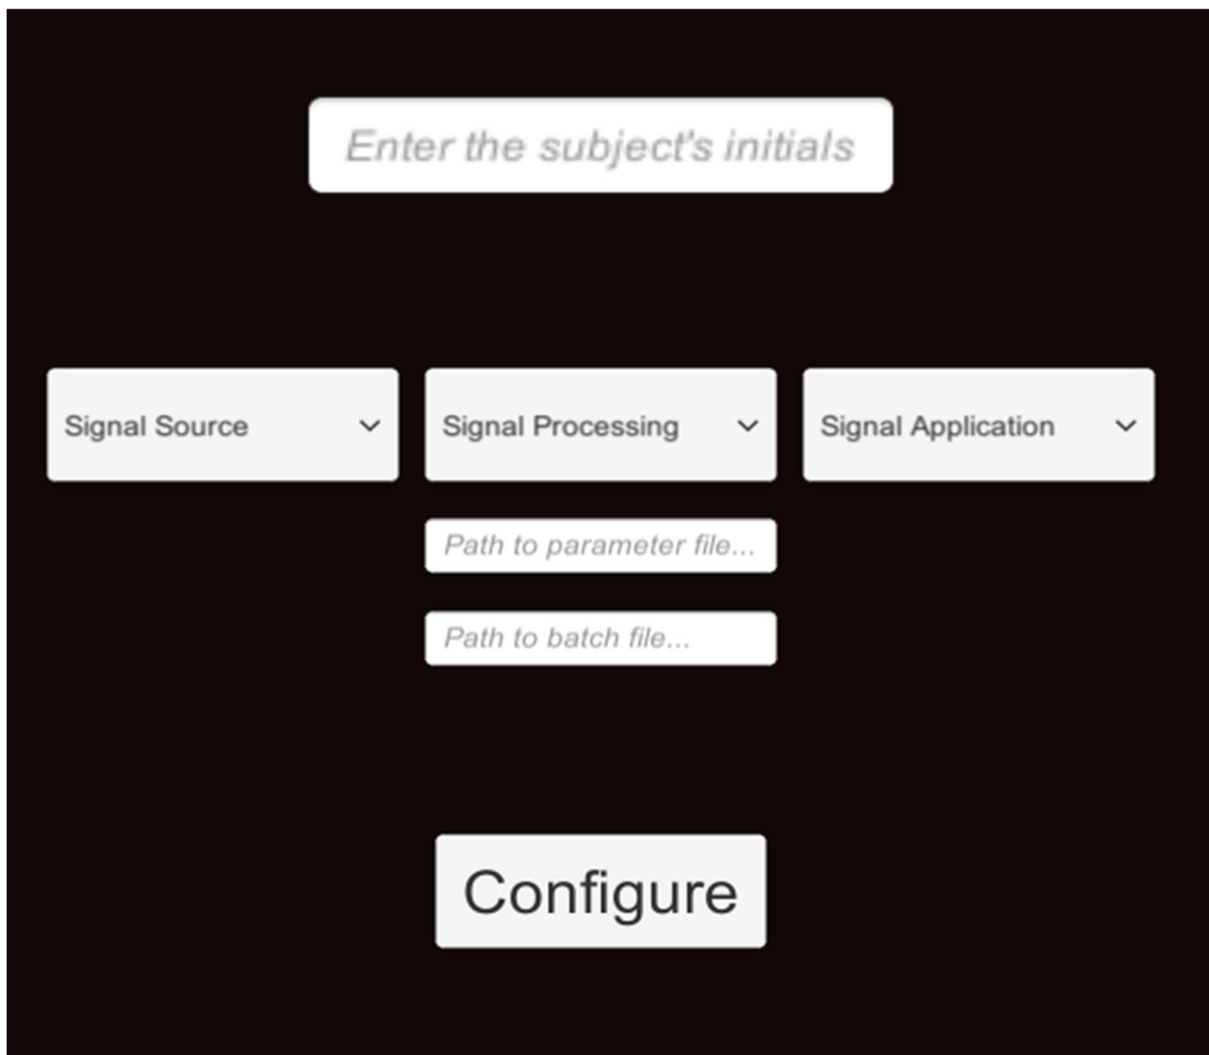 Enter the subject's initials
Signal Source
Signal Processing
Signal Application
Path to parameter file...
Path to batch file...
Configure